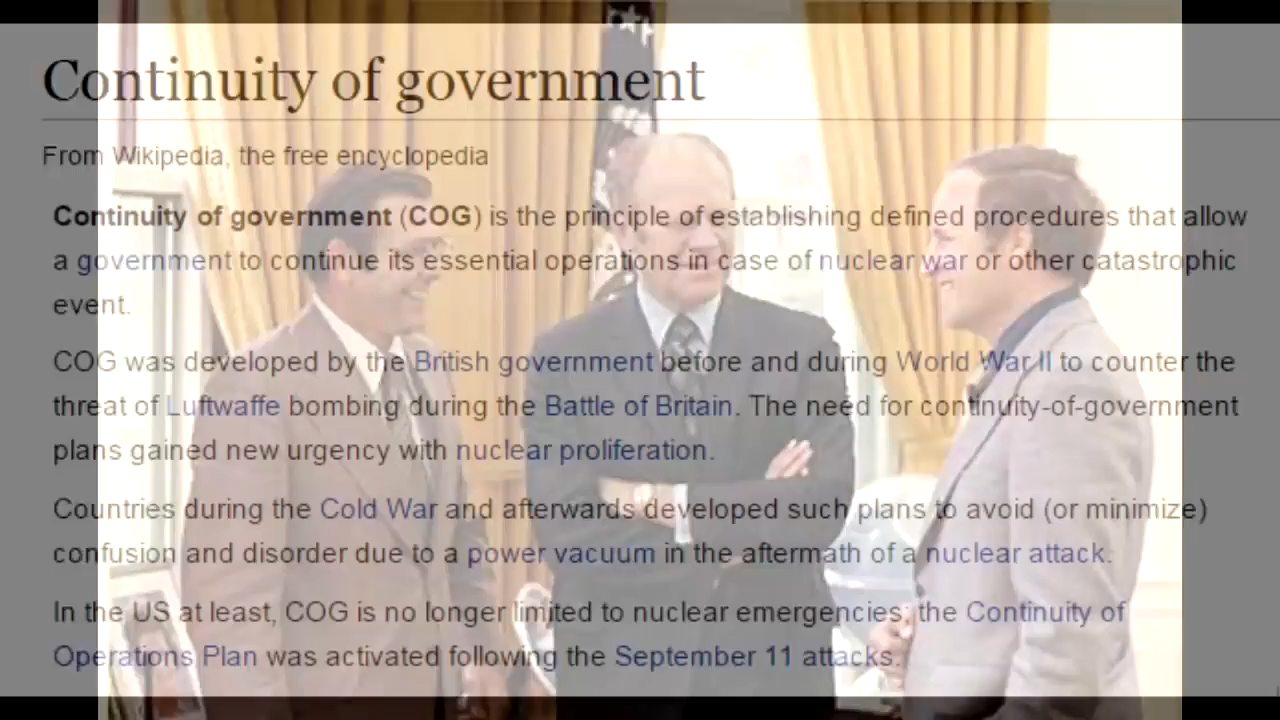 Continuity of government
From Wikipedia, the free encyclopedia
Continuity of government (COG) is the principle of establishing defined procedures that allow
a government to continue its essential operations in case of nuclear war or other catastrophic
event.
COG was developed by the British government before and during World War II to counter the
threat of Luftwaffe bombing during the Battle of Britain. The need for continuity-of-government
plans gained new urgency with nuclear proliferation.
Countries during the Cold War and afterwards developed such plans to avoid (or minimize)
confusion and disorder due to a power vacuum in the aftermath of a nuclear attack.
In the US at least, COG is no longer limited to nuclear emergencies; the Continuity of
Operations Plan was activated following the September 11 attacks.